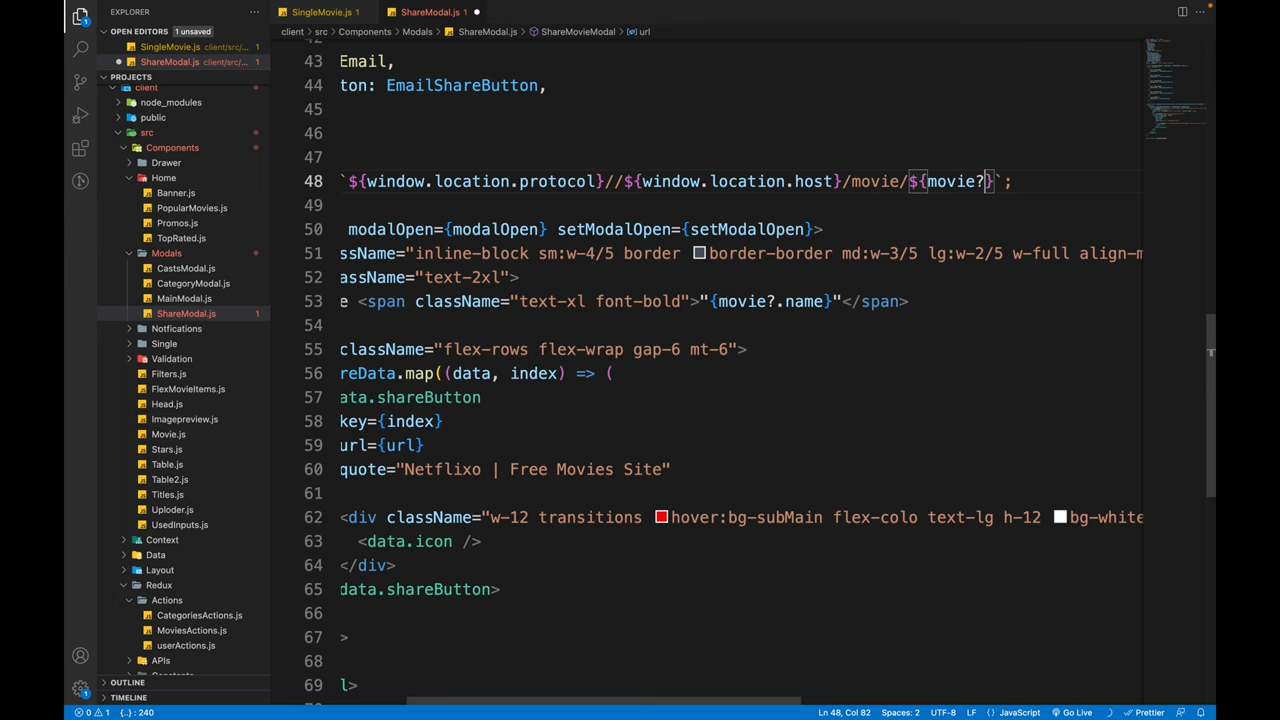 EXPLORER
OPEN EDITORS 1 unsaved
SingleMovie.js client/src/... 1
ShareModal.js client/src/... 1
PROJECTS
client
node_modules
public
src
Components
Drawer
Home
Banner.js
PopularMovies.js
Promos.js
TopRated.js
Modals
CastsModal.js
CategoryModal.js
MainModal.js
ShareModal.js 1
Notfications
Single
Validation
Filters.js
FlexMovieItems.js
Head.js
Imagepreview.js
Movie.js
Stars.js
Table.js
Table2.js
Titles.js
Uploder.js
UsedInputs.js
Context
Data
Layout
Redux
Actions
CategoriesActions.js
MoviesActions.js
userActions.js
APIs
OUTLINE
TIMELINE
SingleMovie.js 1
ShareModal.js 1
client > src > Components > Modals > ShareModal.js > ShareMovieModal > url
43 Email,
44 ton: EmailShareButton,
45
46
47
48 `${window.location.protocol}//${window.location.host}/movie/${movie?}`;
49
50 modalOpen={modalOpen} setModalOpen={setModalOpen}>
51 ssName="inline-block sm:w-4/5 border border-border md:w-3/5 lg:w-2/5 w-full align-m
52 assName="text-2xl">
53 e <span className="text-xl font-bold">"{movie?.name}"</span>
54
55 className="flex-rows flex-wrap gap-6 mt-6">
56 reData.map((data, index) => (
57 ata.shareButton
58 key={index}
59 url={url}
60 quote="Netflixo | Free Movies Site"
61
62 <div className="w-12 transitions hover:bg-subMain flex-colo text-lg h-12 bg-white
63 <data.icon />
64 </div>
65 data.shareButton>
66
67 >
68
69 l>
0 1 {..} : 240
Ln 48, Col 82 Spaces: 2 UTF-8 LF JavaScript Go Live Prettier